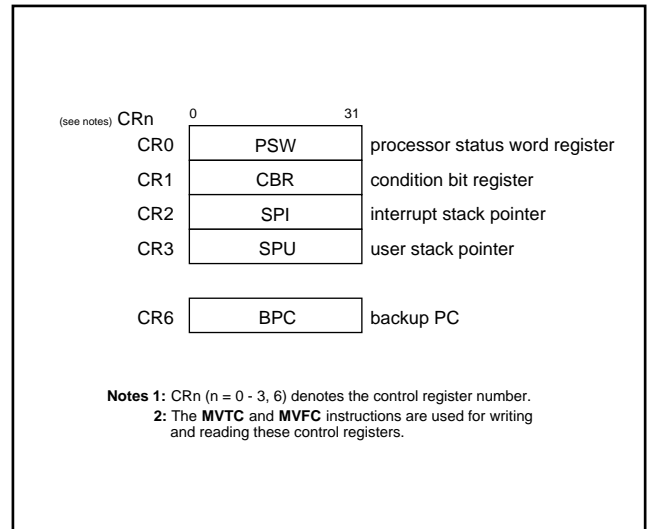 (see notes) CRn 0 31
CR0 PSW processor status word register
CR1 CBR condition bit register
CR2 SPI interrupt stack pointer
CR3 SPU user stack pointer
CR6 BPC backup PC
Notes 1: CRn (n = 0 - 3, 6) denotes the control register number.
2: The MVTC and MVFC instructions are used for writing
and reading these control registers.